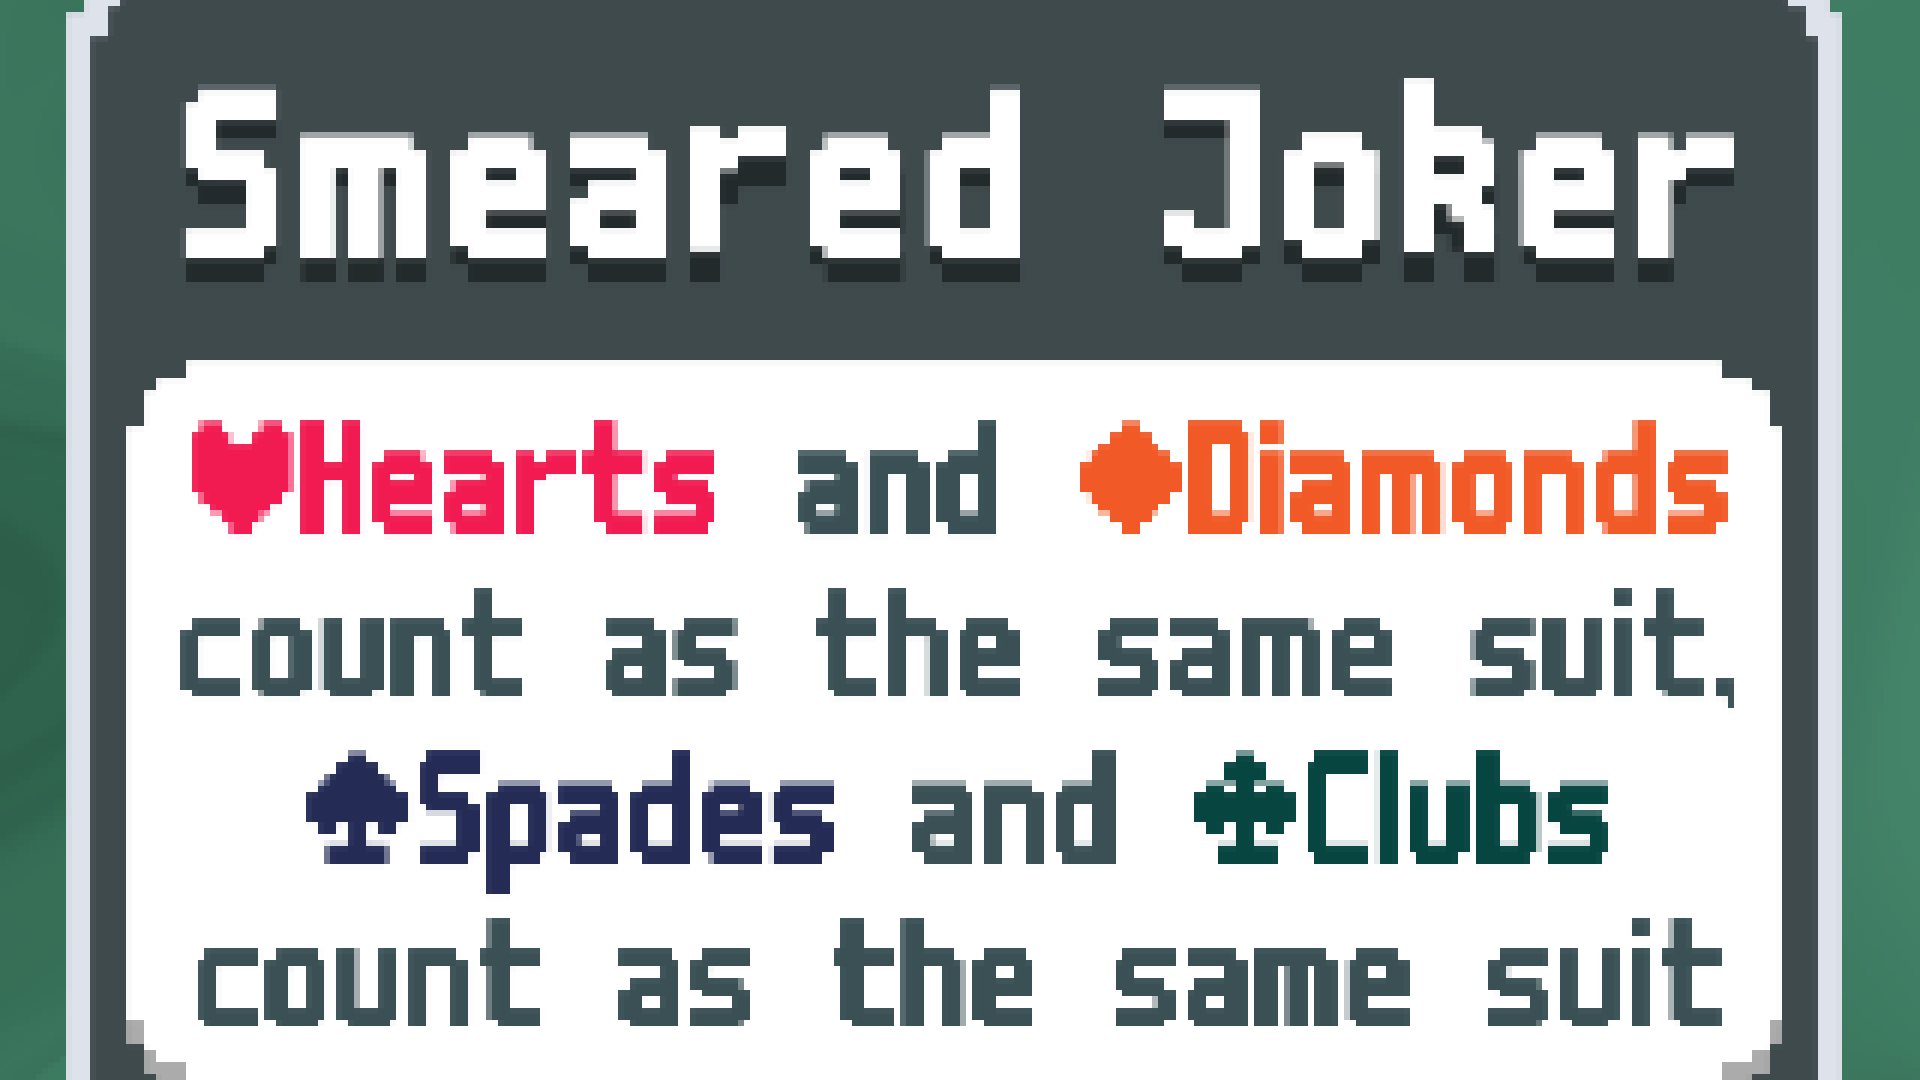 Smeared Joker
♥Hearts and ♦Diamonds
count as the same suit,
♠Spades and ♣Clubs
count as the same suit